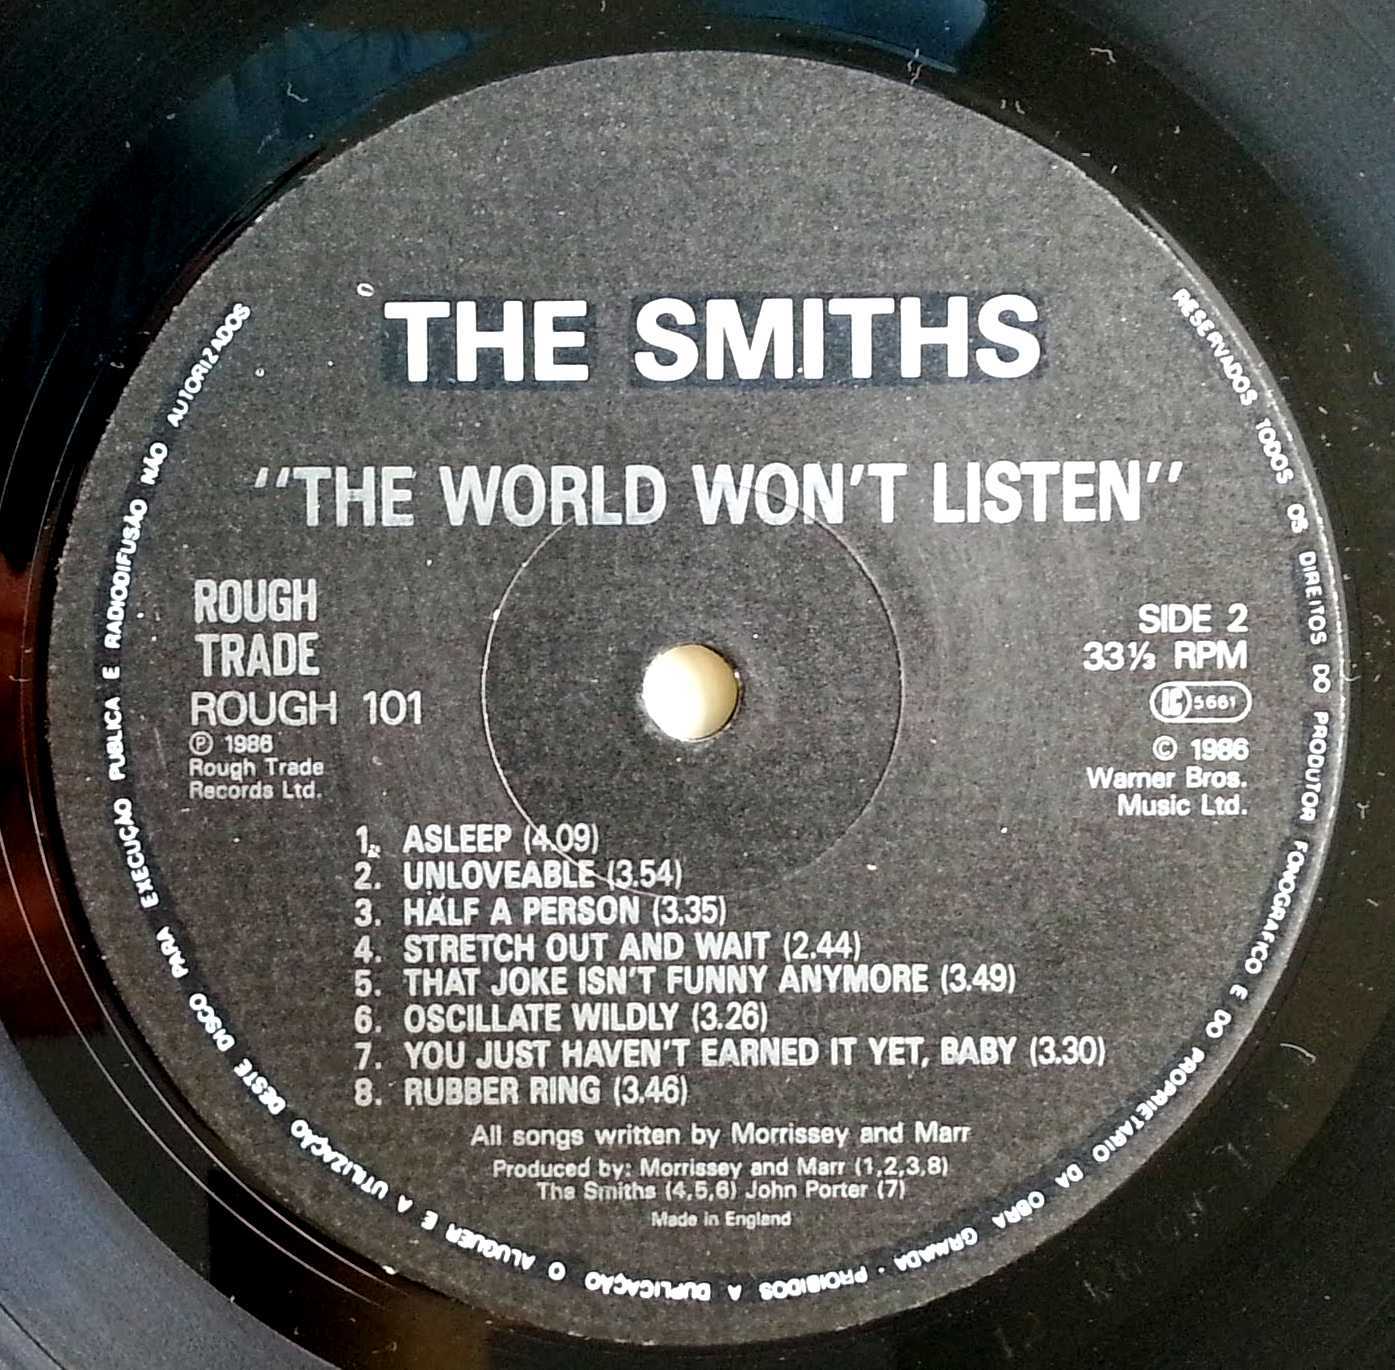 THE SMITHS
"THE WORLD WON'T LISTEN"
ROUGH
TRADE
ROUGH 101
℗ 1986
Rough Trade
Records Ltd.
SIDE 2
33⅓ RPM
LC 5661
© 1986
Warner Bros.
Music Ltd.
1. ASLEEP (4.09)
2. UNLOVEABLE (3.54)
3. HALF A PERSON (3.35)
4. STRETCH OUT AND WAIT (2.44)
5. THAT JOKE ISN'T FUNNY ANYMORE (3.49)
6. OSCILLATE WILDLY (3.26)
7. YOU JUST HAVEN'T EARNED IT YET, BABY (3.30)
8. RUBBER RING (3.46)
All songs written by Morrissey and Marr
Produced by: Morrissey and Marr (1,2,3,8)
The Smiths (4,5,6) John Porter (7)
Made in England
RESERVADOS TODOS OS DIREITOS DO PRODUTOR FONOGRAFICO E DO PROPRIETARIO DA OBRA GRAVADA · PROIBIDOS A DUPLICAÇÃO O ALUGUER E A UTILIZAÇÃO DESTE DISCO PARA EXECUÇÃO PUBLICA E RADIODIFUSÃO NÃO AUTORIZADOS